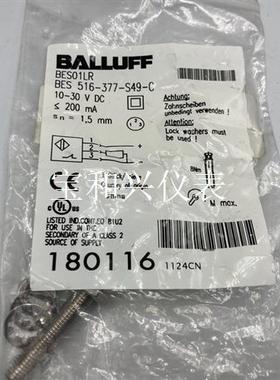 BALLUFF
BES01LR
BES 516-377-S49-C
10-30 V DC
≤ 200 mA
sn = 1,5 mm
Achtung:
Zahnscheiben
unbedingt verwenden!
Attention:
Lock washers must
be used!
宝利兴仪表
M max.
LISTED IND.CONT.EQ 81U2
FOR USE IN THE
SECONDARY OF A CLASS 2
SOURCE OF SUPPLY
180116
1124CN